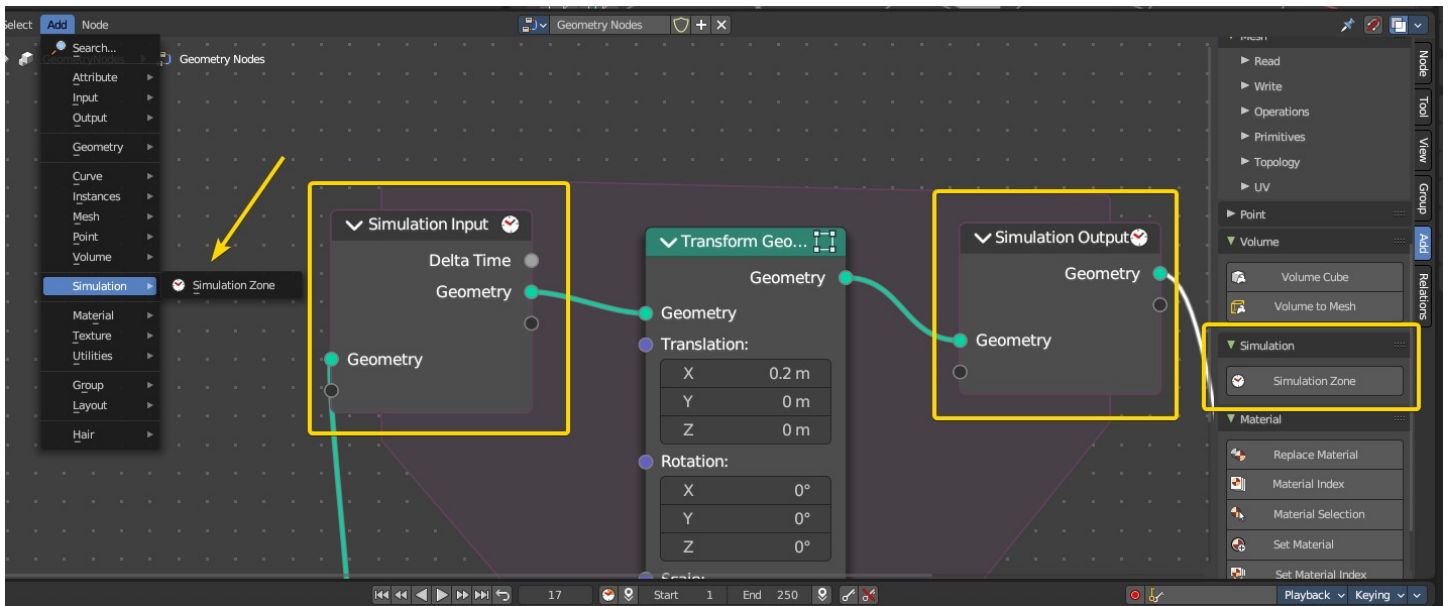 Select Add Node
Geometry Nodes
Search...
GeometryNodes Geometry Nodes
Attribute
Input
Output
Geometry
Curve
Instances
Mesh
Point
Volume
Simulation
Simulation Zone
Material
Texture
Utilities
Group
Layout
Hair
Simulation Input
Delta Time
Geometry
Geometry
Transform Geo...
Geometry
Geometry
Translation:
X 0.2 m
Y 0 m
Z 0 m
Rotation:
X 0°
Y 0°
Z 0°
Scale:
Simulation Output
Geometry
Geometry
Mesh
Read
Write
Operations
Primitives
Topology
UV
Point
Volume
Volume Cube
Volume to Mesh
Simulation
Simulation Zone
Material
Replace Material
Material Index
Material Selection
Set Material
Set Material Index
Node
Tool
View
Group
Add
Relations
17
Start 1
End 250
Playback
Keying